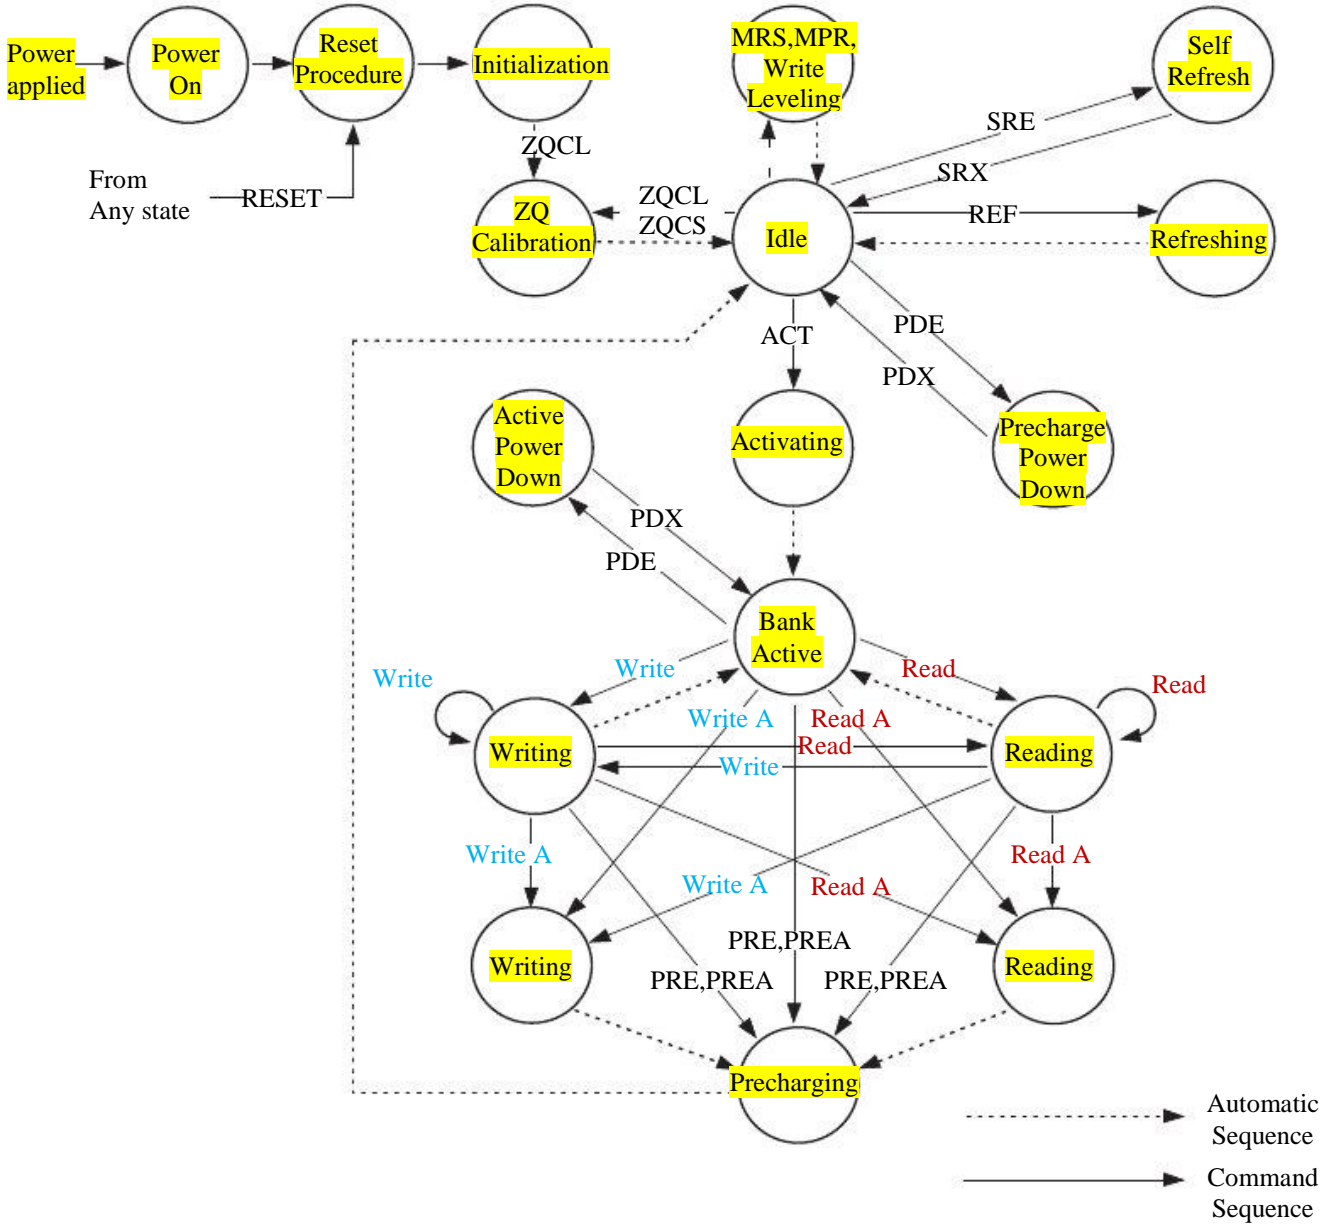 Power
applied
Power
On
Reset
Procedure
Initialization
MRS,MPR,
Write
Leveling
Self
Refresh
From
Any state
RESET
ZQCL
ZQ
Calibration
ZQCL
ZQCS
Idle
SRE
SRX
REF
Refreshing
ACT
PDE
PDX
Active
Power
Down
Activating
Precharge
Power
Down
PDX
PDE
Bank
Active
Write
Write
Read
Read
Write A
Read A
Writing
Read
Write
Reading
Write A
Write A
Read A
Read A
Writing
PRE,PREA
PRE,PREA
PRE,PREA
Reading
Precharging
Automatic
Sequence
Command
Sequence